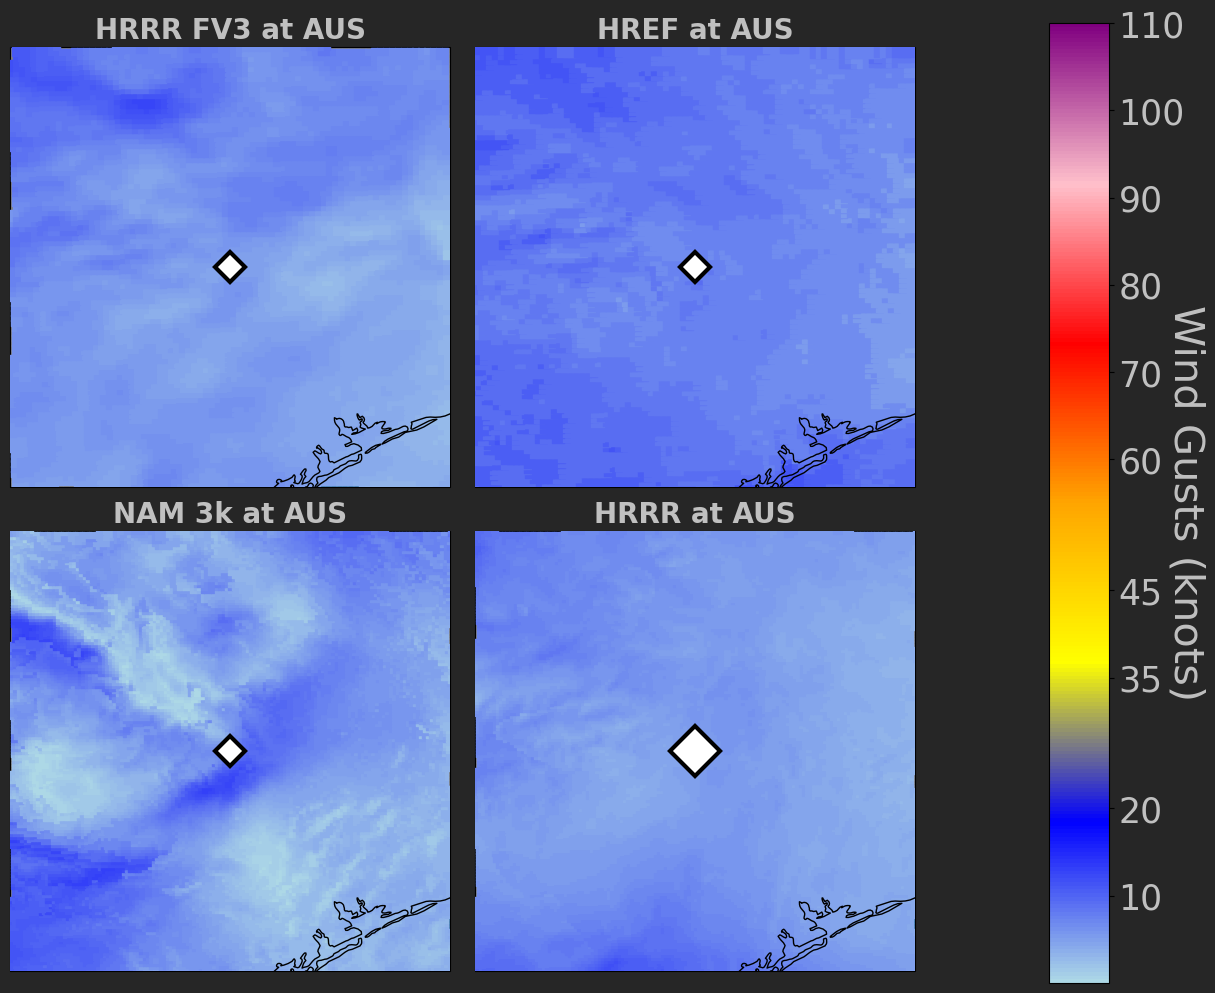 HRRR FV3 at AUS
HREF at AUS
NAM 3k at AUS
HRRR at AUS
110
100
90
80
70
60
45
35
20
10
Wind Gusts (knots)